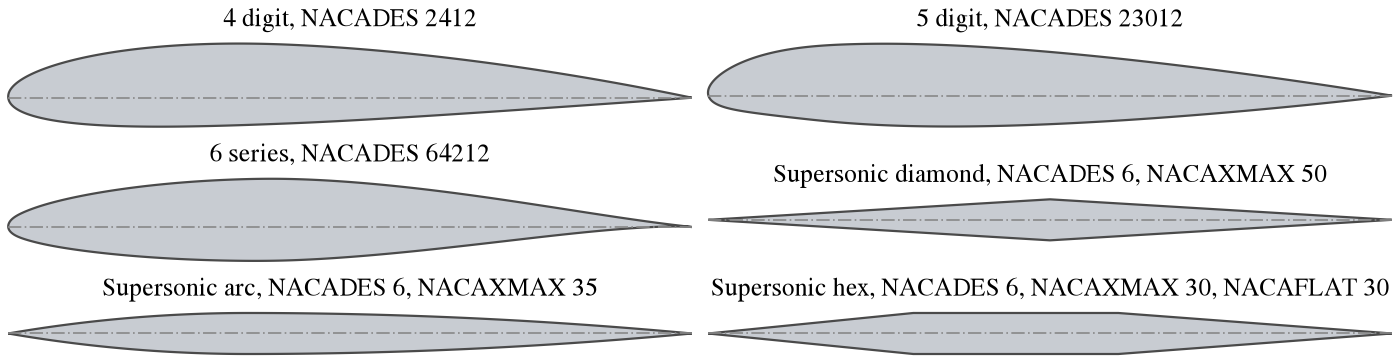 4 digit, NACADES 2412
5 digit, NACADES 23012
6 series, NACADES 64212
Supersonic diamond, NACADES 6, NACAXMAX 50
Supersonic arc, NACADES 6, NACAXMAX 35
Supersonic hex, NACADES 6, NACAXMAX 30, NACAFLAT 30